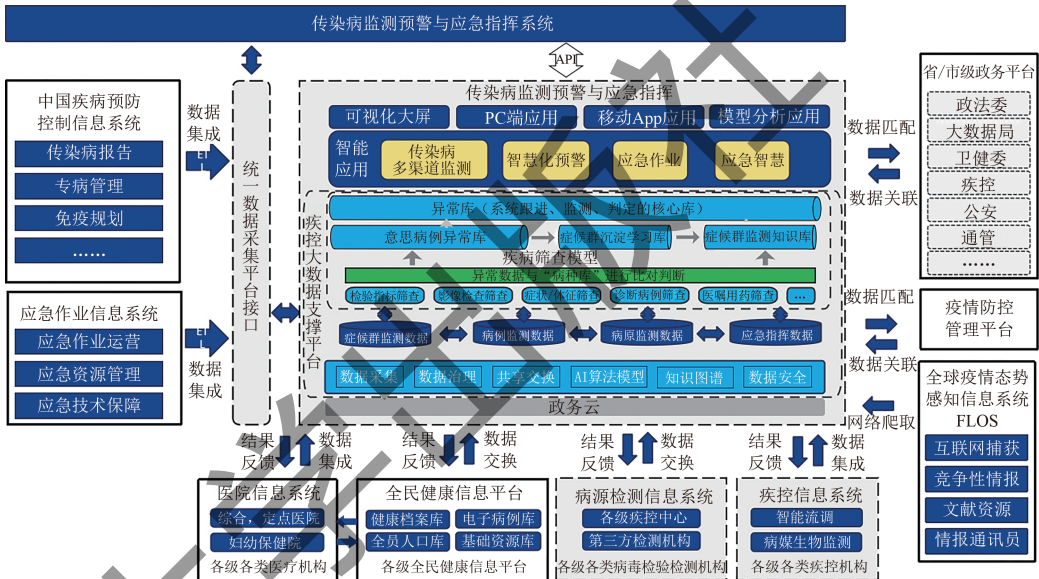 传染病监测预警与应急指挥系统
API
中国疾病预防
控制信息系统
传染病报告
专病管理
免疫规划
……
数据
集成
应急作业信息系统
应急作业运营
应急资源管理
应急技术保障
数据
集成
统一数据采集平台接口
传染病监测预警与应急指挥
可视化大屏
PC端应用
移动App应用
模型分析应用
智能
应用
传染病
多渠道监测
智慧化预警
应急作业
应急智慧
疾控大数据支撑平台
异常库（系统跟进、监测、判定的核心库）
意思病例异常库
症候群沉淀学习库
症候群监测知识库
疾病筛查模型
异常数据与“病种库”进行比对判断
检验指标筛查
影像检查筛查
症状/体征筛查
诊断病例筛查
医嘱用药筛查
…
症候群监测数据
病例监测数据
病原监测数据
应急指挥数据
数据采集
数据治理
共享交换
AI算法模型
知识图谱
数据安全
政务云
数据匹配
数据关联
数据匹配
数据关联
网络爬取
省/市级政务平台
政法委
大数据局
卫健委
疾控
公安
通管
……
疫情防控
管理平台
全球疫情态势
感知信息系统
FLOS
互联网捕获
竞争性情报
文献资源
情报通讯员
结果
反馈
数据
集成
结果
反馈
数据
交换
结果
反馈
数据
交换
结果
反馈
数据
集成
医院信息系统
综合，定点医院
妇幼保健院
各级各类医疗机构
全民健康信息平台
健康档案库
电子病例库
全员人口库
基础资源库
各级全民健康信息平台
病源检测信息系统
各级疾控中心
第三方检测机构
各级各类病毒检验检测机构
疾控信息系统
智能流调
病媒生物监测
各级各类疾控机构